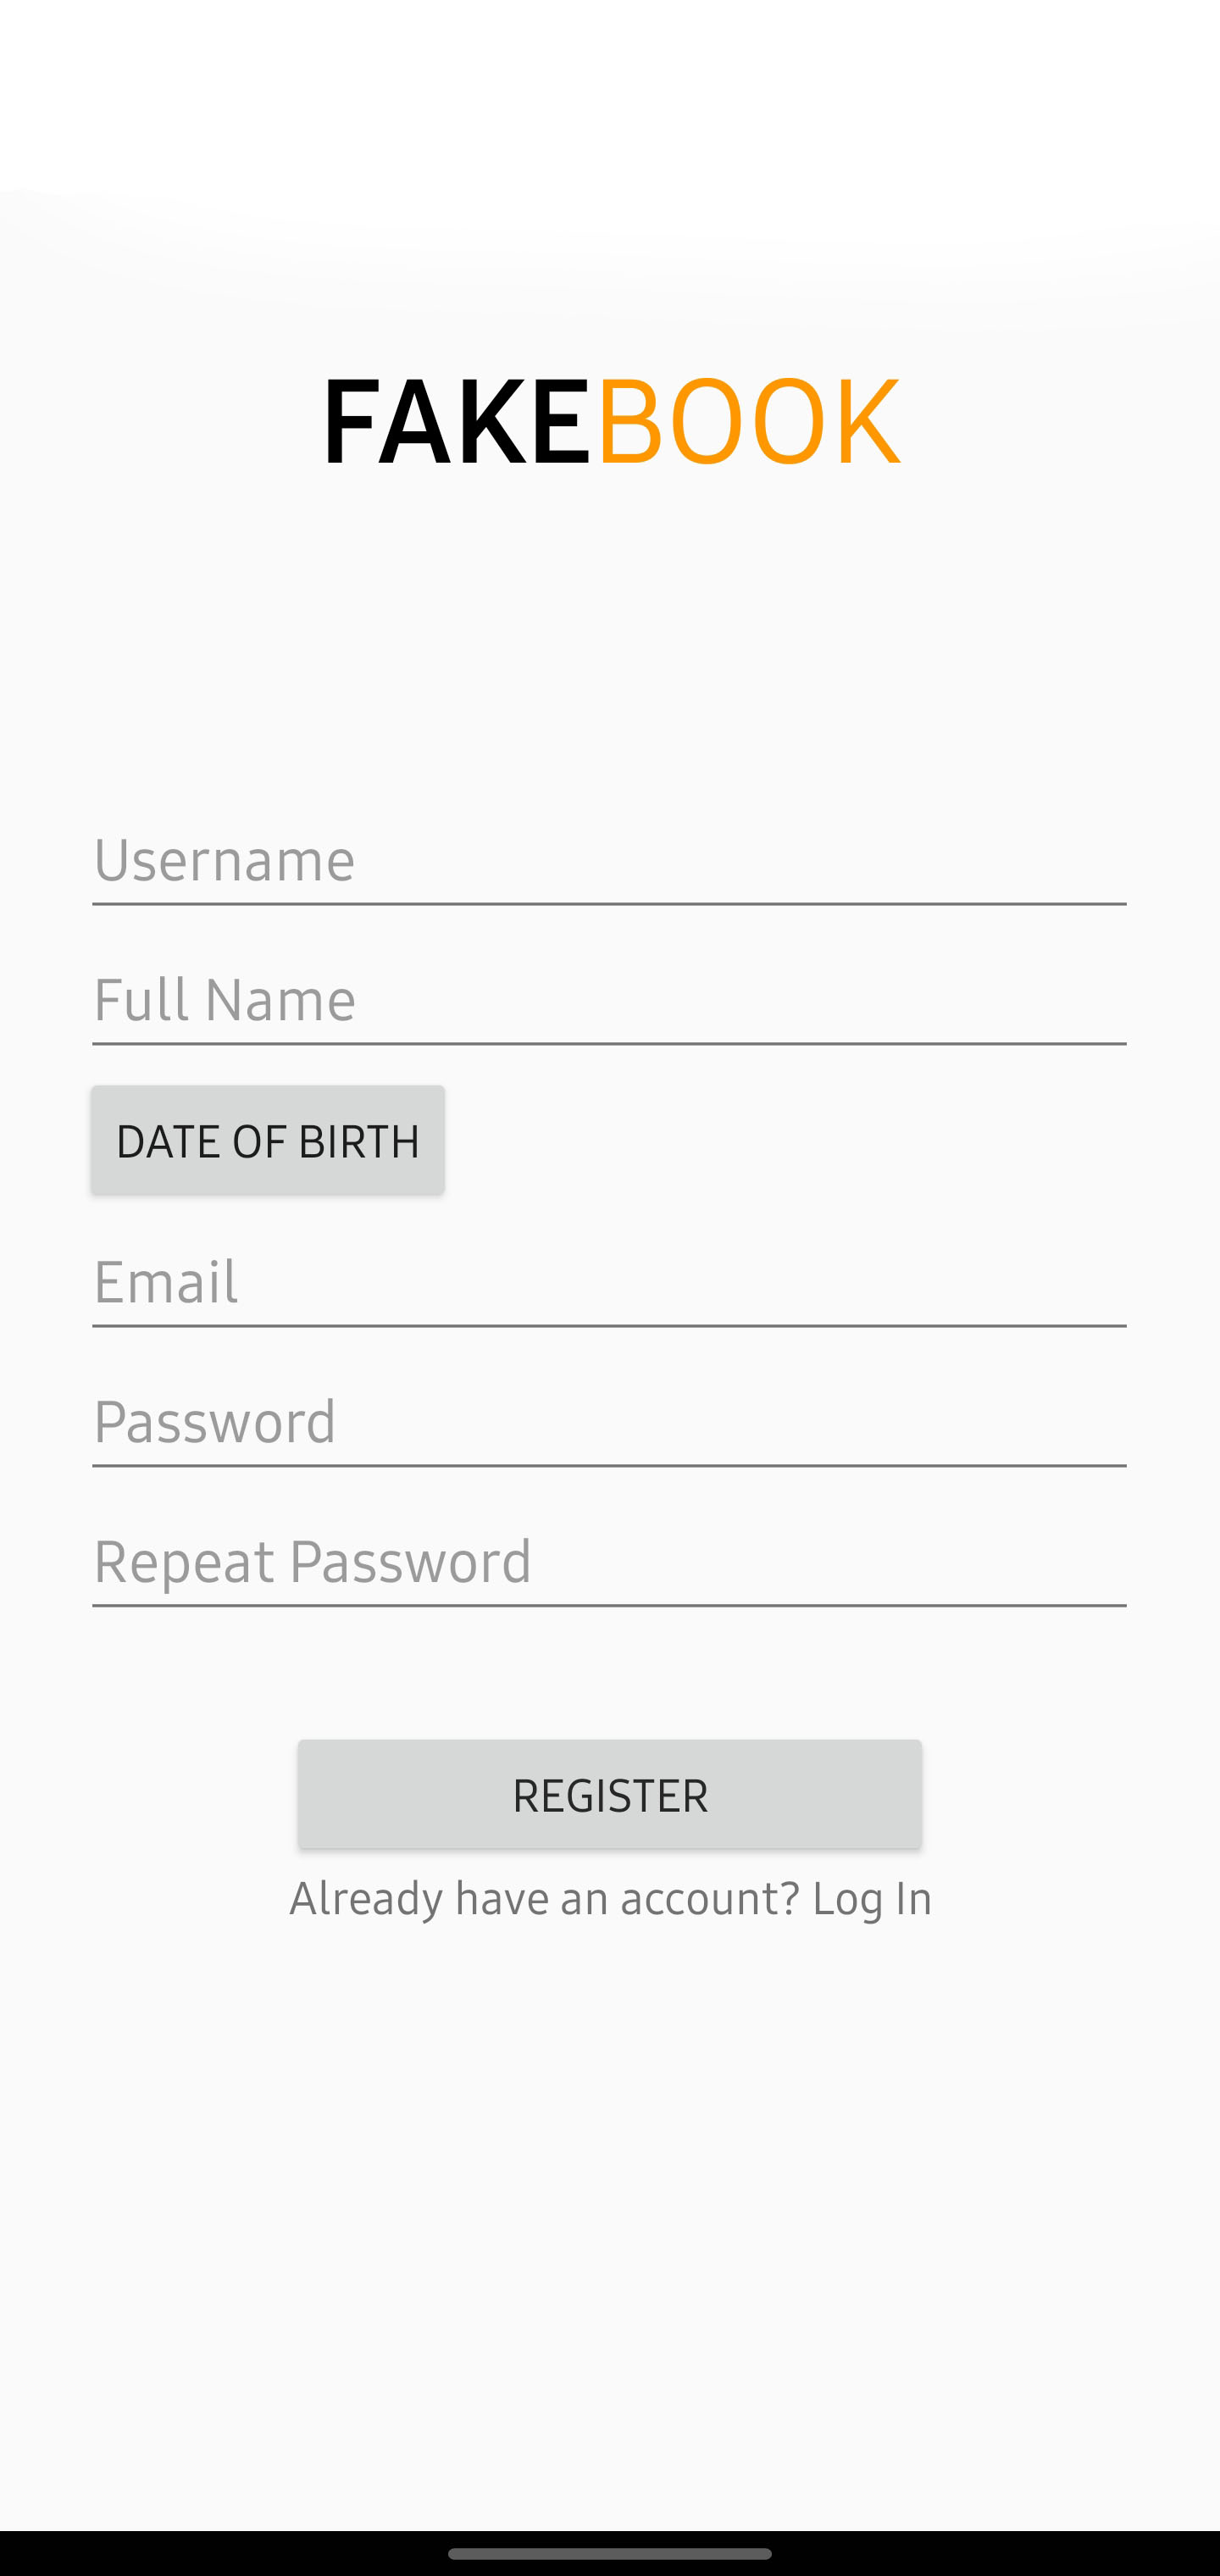 FAKEBOOK
Username
Full Name
DATE OF BIRTH
Email
Password
Repeat Password
REGISTER
Already have an account? Log In